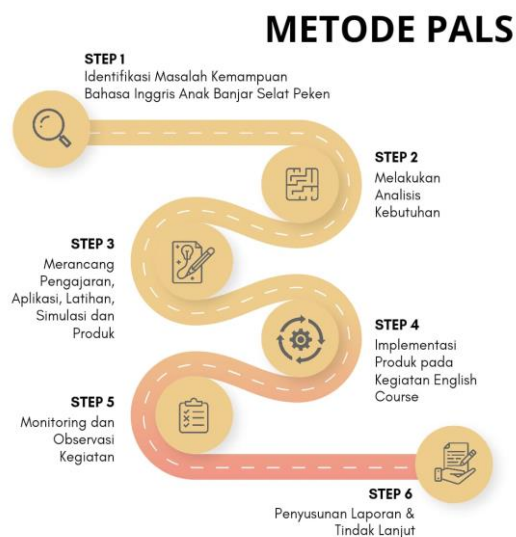 METODE PALS
STEP 1
Identifikasi Masalah Kemampuan
Bahasa Inggris Anak Banjar Selat Peken
STEP 2
Melakukan
Analisis
Kebutuhan
STEP 3
Merancang
Pengajaran,
Aplikasi, Latihan,
Simulasi dan
Produk
STEP 4
Implementasi
Produk pada
Kegiatan English
Course
STEP 5
Monitoring dan
Observasi
Kegiatan
STEP 6
Penyusunan Laporan &
Tindak Lanjut